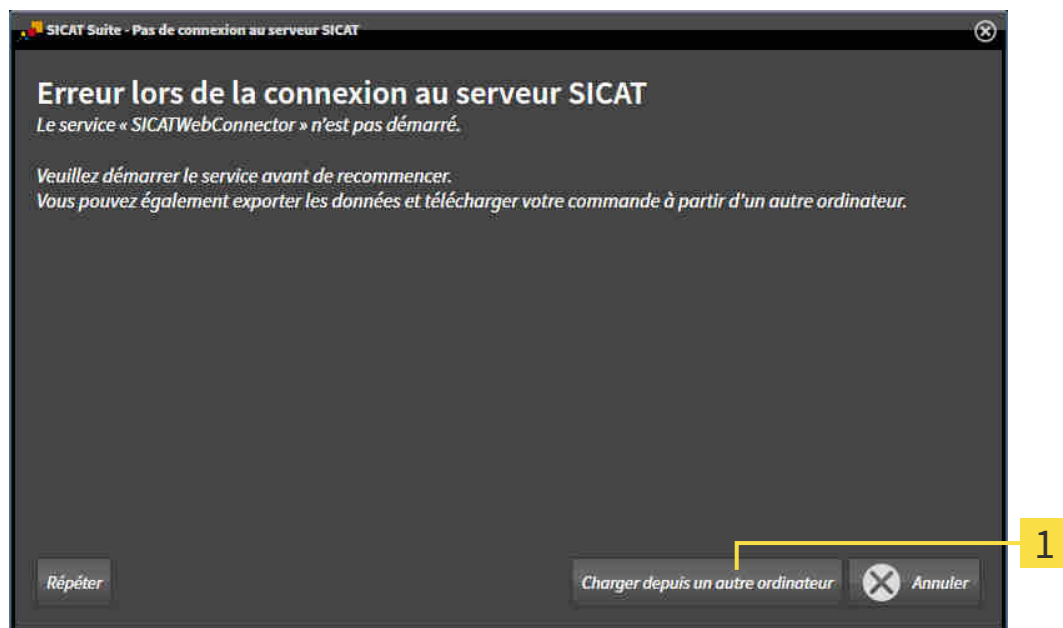 SICAT Suite - Pas de connexion au serveur SICAT
Erreur lors de la connexion au serveur SICAT
Le service « SICATWebConnector » n'est pas démarré.
Veuillez démarrer le service avant de recommencer.
Vous pouvez également exporter les données et télécharger votre commande à partir d'un autre ordinateur.
1
Répéter
Charger depuis un autre ordinateur
Annuler